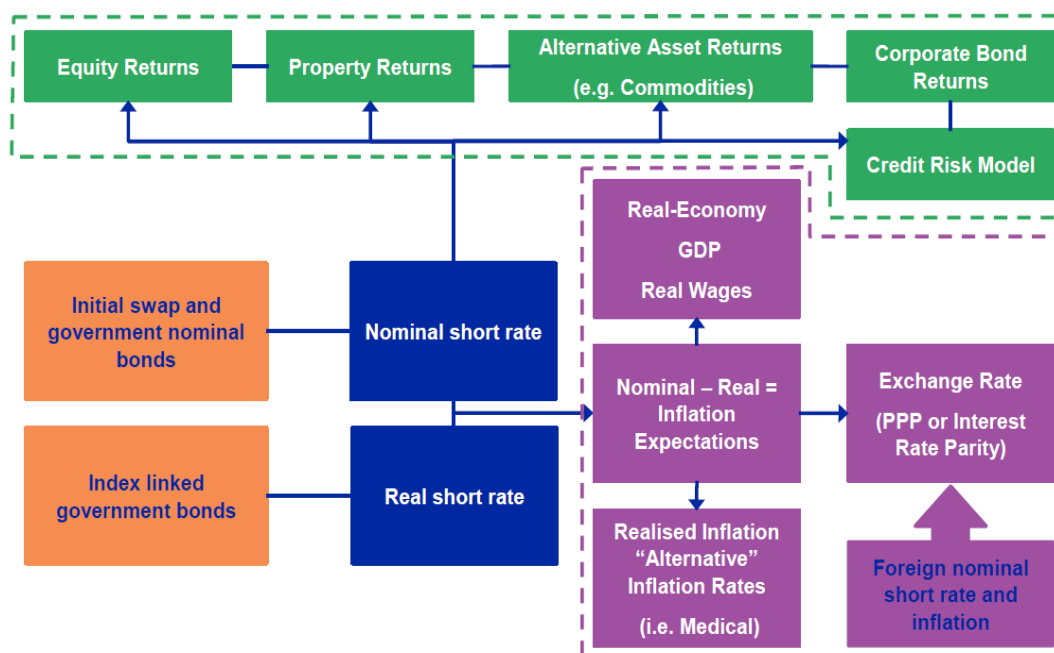 Equity Returns
Property Returns
Alternative Asset Returns
(e.g. Commodities)
Corporate Bond
Returns
Credit Risk Model
Real-Economy
GDP
Real Wages
Initial swap and
government nominal
bonds
Nominal short rate
Nominal – Real =
Inflation
Expectations
Exchange Rate
(PPP or Interest
Rate Parity)
Index linked
government bonds
Real short rate
Realised Inflation
“Alternative”
Inflation Rates
(i.e. Medical)
Foreign nominal
short rate and
inflation